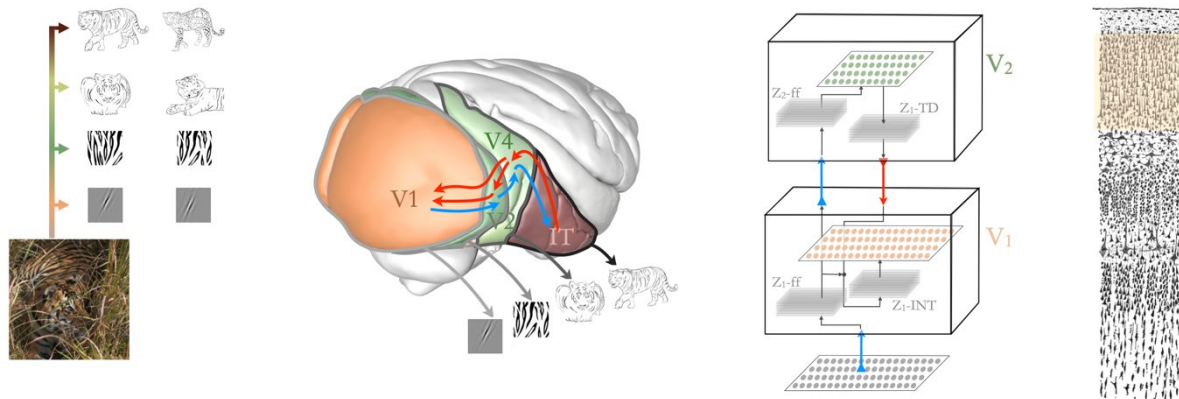 V4
V1
V2
IT
V2
Z2-ff
Z1-TD
V1
Z1-ff
Z1-INT